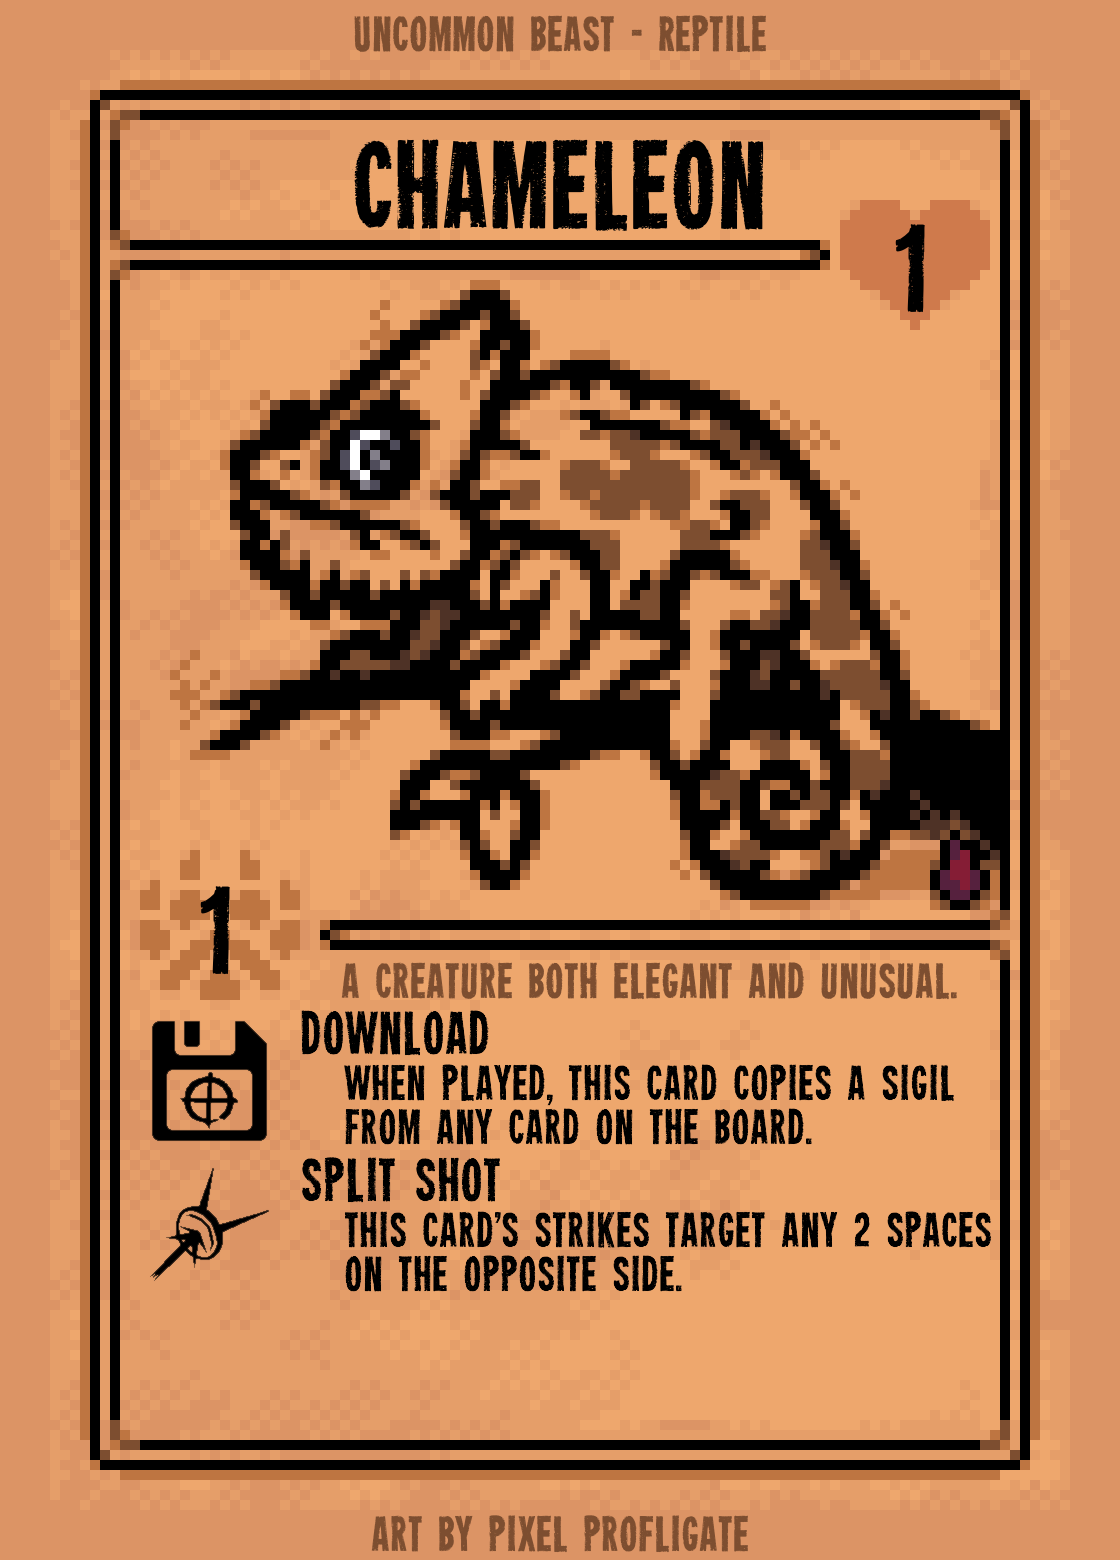 UNCOMMON BEAST - REPTILE
CHAMELEON
1
1
A CREATURE BOTH ELEGANT AND UNUSUAL.
DOWNLOAD
WHEN PLAYED, THIS CARD COPIES A SIGIL
FROM ANY CARD ON THE BOARD.
SPLIT SHOT
THIS CARD'S STRIKES TARGET ANY 2 SPACES
ON THE OPPOSITE SIDE.
ART BY PIXEL PROFLIGATE